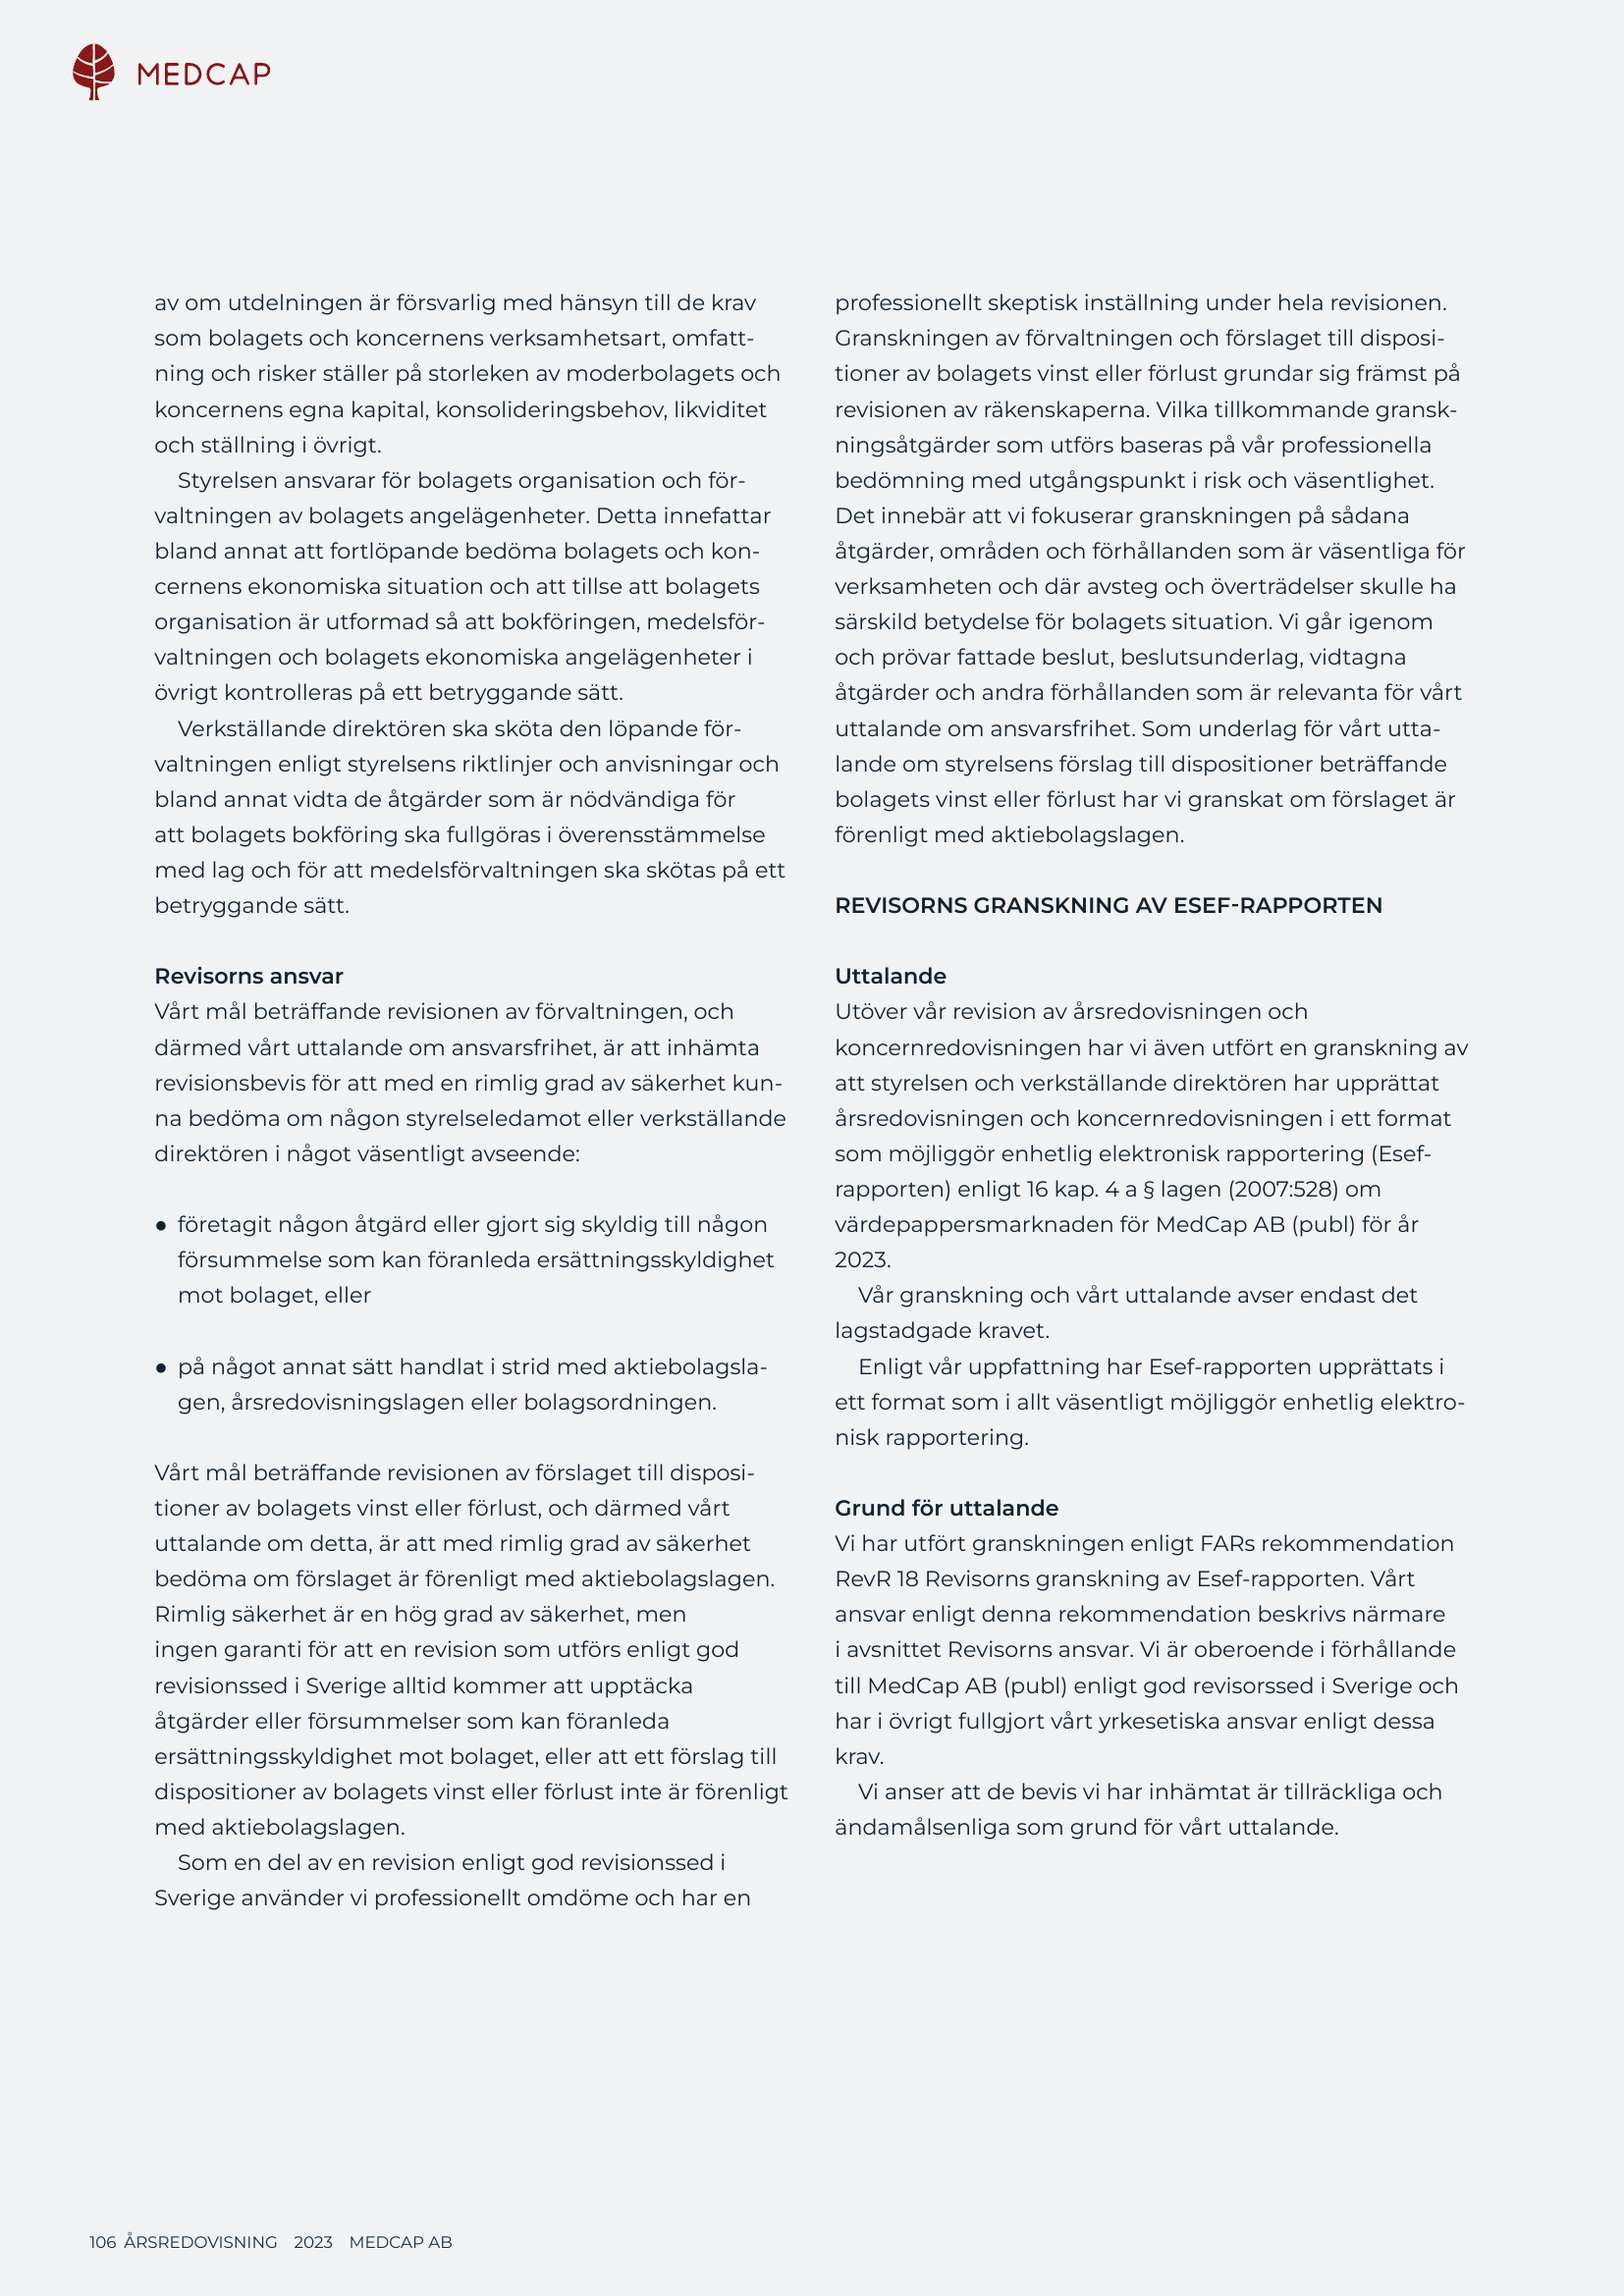 MEDCAP
av om utdelningen är försvarlig med hänsyn till de krav
som bolagets och koncernens verksamhetsart, omfatt-
ning och risker ställer på storleken av moderbolagets och
koncernens egna kapital, konsolideringsbehov, likviditet
och ställning i övrigt.
Styrelsen ansvarar för bolagets organisation och för-
valtningen av bolagets angelägenheter. Detta innefattar
bland annat att fortlöpande bedöma bolagets och kon-
cernens ekonomiska situation och att tillse att bolagets
organisation är utformad så att bokföringen, medelsför-
valtningen och bolagets ekonomiska angelägenheter i
övrigt kontrolleras på ett betryggande sätt.
Verkställande direktören ska sköta den löpande för-
valtningen enligt styrelsens riktlinjer och anvisningar och
bland annat vidta de åtgärder som är nödvändiga för
att bolagets bokföring ska fullgöras i överensstämmelse
med lag och för att medelsförvaltningen ska skötas på ett
betryggande sätt.
Revisorns ansvar
Vårt mål beträffande revisionen av förvaltningen, och
därmed vårt uttalande om ansvarsfrihet, är att inhämta
revisionsbevis för att med en rimlig grad av säkerhet kun-
na bedöma om någon styrelseledamot eller verkställande
direktören i något väsentligt avseende:
● företagit någon åtgärd eller gjort sig skyldig till någon
försummelse som kan föranleda ersättningsskyldighet
mot bolaget, eller
● på något annat sätt handlat i strid med aktiebolagsla-
gen, årsredovisningslagen eller bolagsordningen.
Vårt mål beträffande revisionen av förslaget till disposi-
tioner av bolagets vinst eller förlust, och därmed vårt
uttalande om detta, är att med rimlig grad av säkerhet
bedöma om förslaget är förenligt med aktiebolagslagen.
Rimlig säkerhet är en hög grad av säkerhet, men
ingen garanti för att en revision som utförs enligt god
revisionssed i Sverige alltid kommer att upptäcka
åtgärder eller försummelser som kan föranleda
ersättningsskyldighet mot bolaget, eller att ett förslag till
dispositioner av bolagets vinst eller förlust inte är förenligt
med aktiebolagslagen.
Som en del av en revision enligt god revisionssed i
Sverige använder vi professionellt omdöme och har en
professionellt skeptisk inställning under hela revisionen.
Granskningen av förvaltningen och förslaget till disposi-
tioner av bolagets vinst eller förlust grundar sig främst på
revisionen av räkenskaperna. Vilka tillkommande gransk-
ningsåtgärder som utförs baseras på vår professionella
bedömning med utgångspunkt i risk och väsentlighet.
Det innebär att vi fokuserar granskningen på sådana
åtgärder, områden och förhållanden som är väsentliga för
verksamheten och där avsteg och överträdelser skulle ha
särskild betydelse för bolagets situation. Vi går igenom
och prövar fattade beslut, beslutsunderlag, vidtagna
åtgärder och andra förhållanden som är relevanta för vårt
uttalande om ansvarsfrihet. Som underlag för vårt utta-
lande om styrelsens förslag till dispositioner beträffande
bolagets vinst eller förlust har vi granskat om förslaget är
förenligt med aktiebolagslagen.
REVISORNS GRANSKNING AV ESEF-RAPPORTEN
Uttalande
Utöver vår revision av årsredovisningen och
koncernredovisningen har vi även utfört en granskning av
att styrelsen och verkställande direktören har upprättat
årsredovisningen och koncernredovisningen i ett format
som möjliggör enhetlig elektronisk rapportering (Esef-
rapporten) enligt 16 kap. 4 a § lagen (2007:528) om
värdepappersmarknaden för MedCap AB (publ) för år
2023.
Vår granskning och vårt uttalande avser endast det
lagstadgade kravet.
Enligt vår uppfattning har Esef-rapporten upprättats i
ett format som i allt väsentligt möjliggör enhetlig elektro-
nisk rapportering.
Grund för uttalande
Vi har utfört granskningen enligt FARs rekommendation
RevR 18 Revisorns granskning av Esef-rapporten. Vårt
ansvar enligt denna rekommendation beskrivs närmare
i avsnittet Revisorns ansvar. Vi är oberoende i förhållande
till MedCap AB (publ) enligt god revisorssed i Sverige och
har i övrigt fullgjort vårt yrkesetiska ansvar enligt dessa
krav.
Vi anser att de bevis vi har inhämtat är tillräckliga och
ändamålsenliga som grund för vårt uttalande.
106 ÅRSREDOVISNING 2023 MEDCAP AB